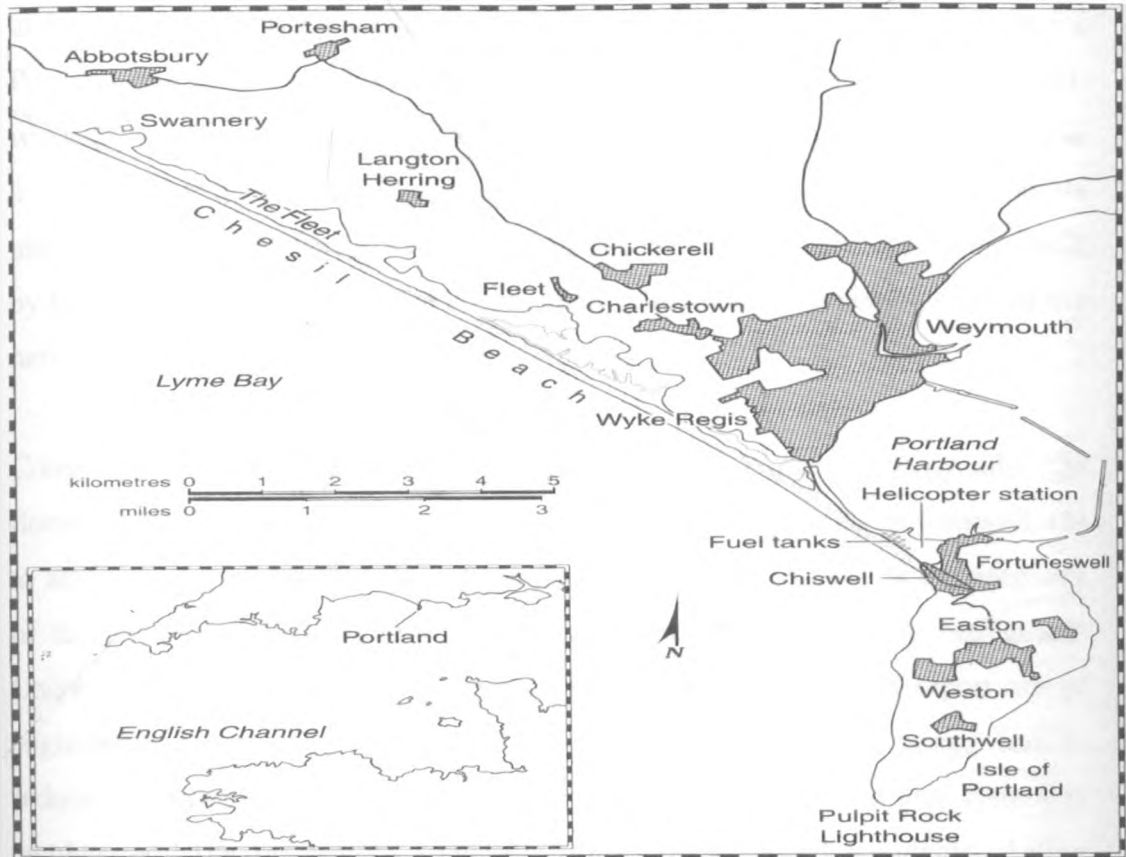 Portesham
Abbotsbury
Swannery
Langton
Herring
The Fleet
Chesil
Beach
Chickerell
Fleet
Charlestown
Weymouth
Lyme Bay
Wyke Regis
Portland
Harbour
kilometres 0 1 2 3 4 5
miles 0 1 2 3
Helicopter station
Fuel tanks
Fortuneswell
Chiswell
Easton
N
Weston
Southwell
Isle of
Portland
Pulpit Rock
Lighthouse
Portland
English Channel